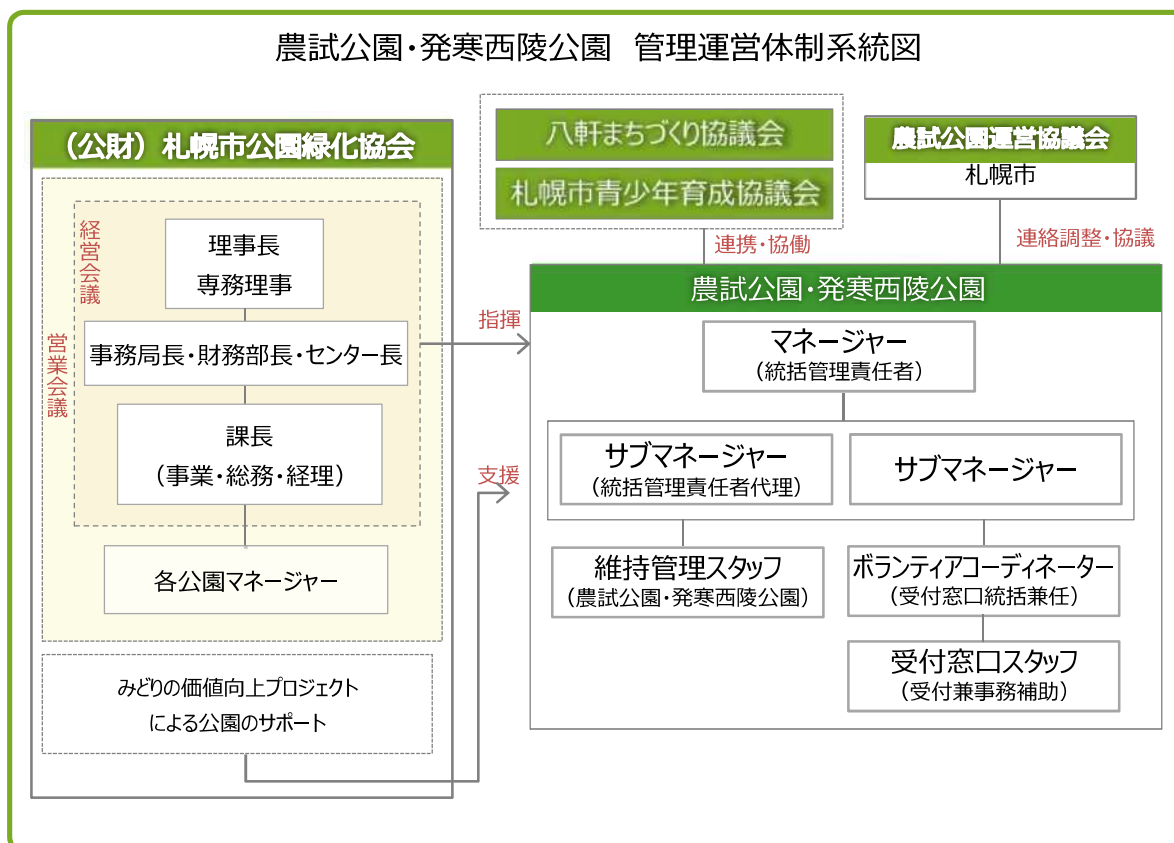 農試公園・発寒西陵公園 管理運営体制系統図
（公財）札幌市公園緑化協会
経営会議
営業会議
理事長
専務理事
事務局長・財務部長・センター長
課長
（事業・総務・経理）
各公園マネージャー
みどりの価値向上プロジェクト
による公園のサポート
指揮
支援
八軒まちづくり協議会
札幌市青少年育成協議会
連携・協働
農試公園運営協議会
札幌市
連絡調整・協議
農試公園・発寒西陵公園
マネージャー
（統括管理責任者）
サブマネージャー
（統括管理責任者代理）
サブマネージャー
維持管理スタッフ
（農試公園・発寒西陵公園）
ボランティアコーディネーター
（受付窓口統括兼任）
受付窓口スタッフ
（受付兼事務補助）